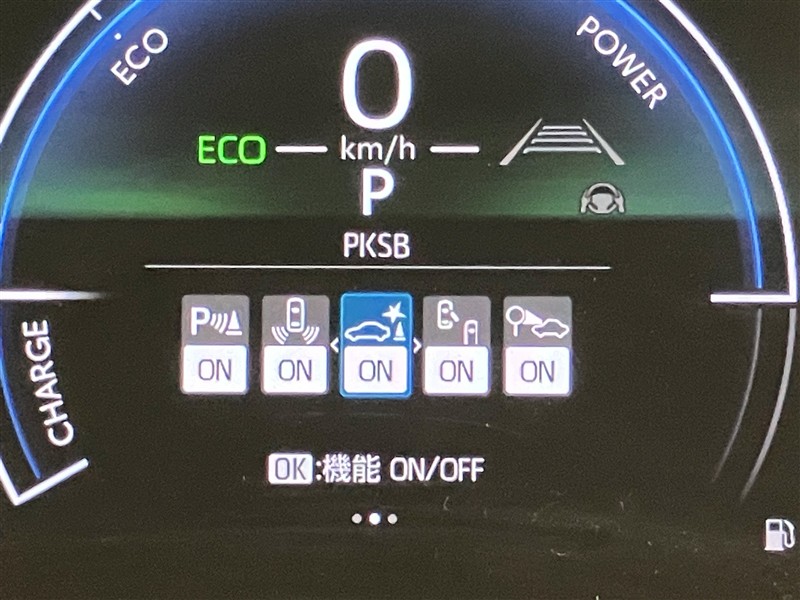 ECO
POWER
0
ECO
km/h
P
PKSB
P
ON
ON
ON
ON
ON
CHARGE
OK:機能 ON/OFF